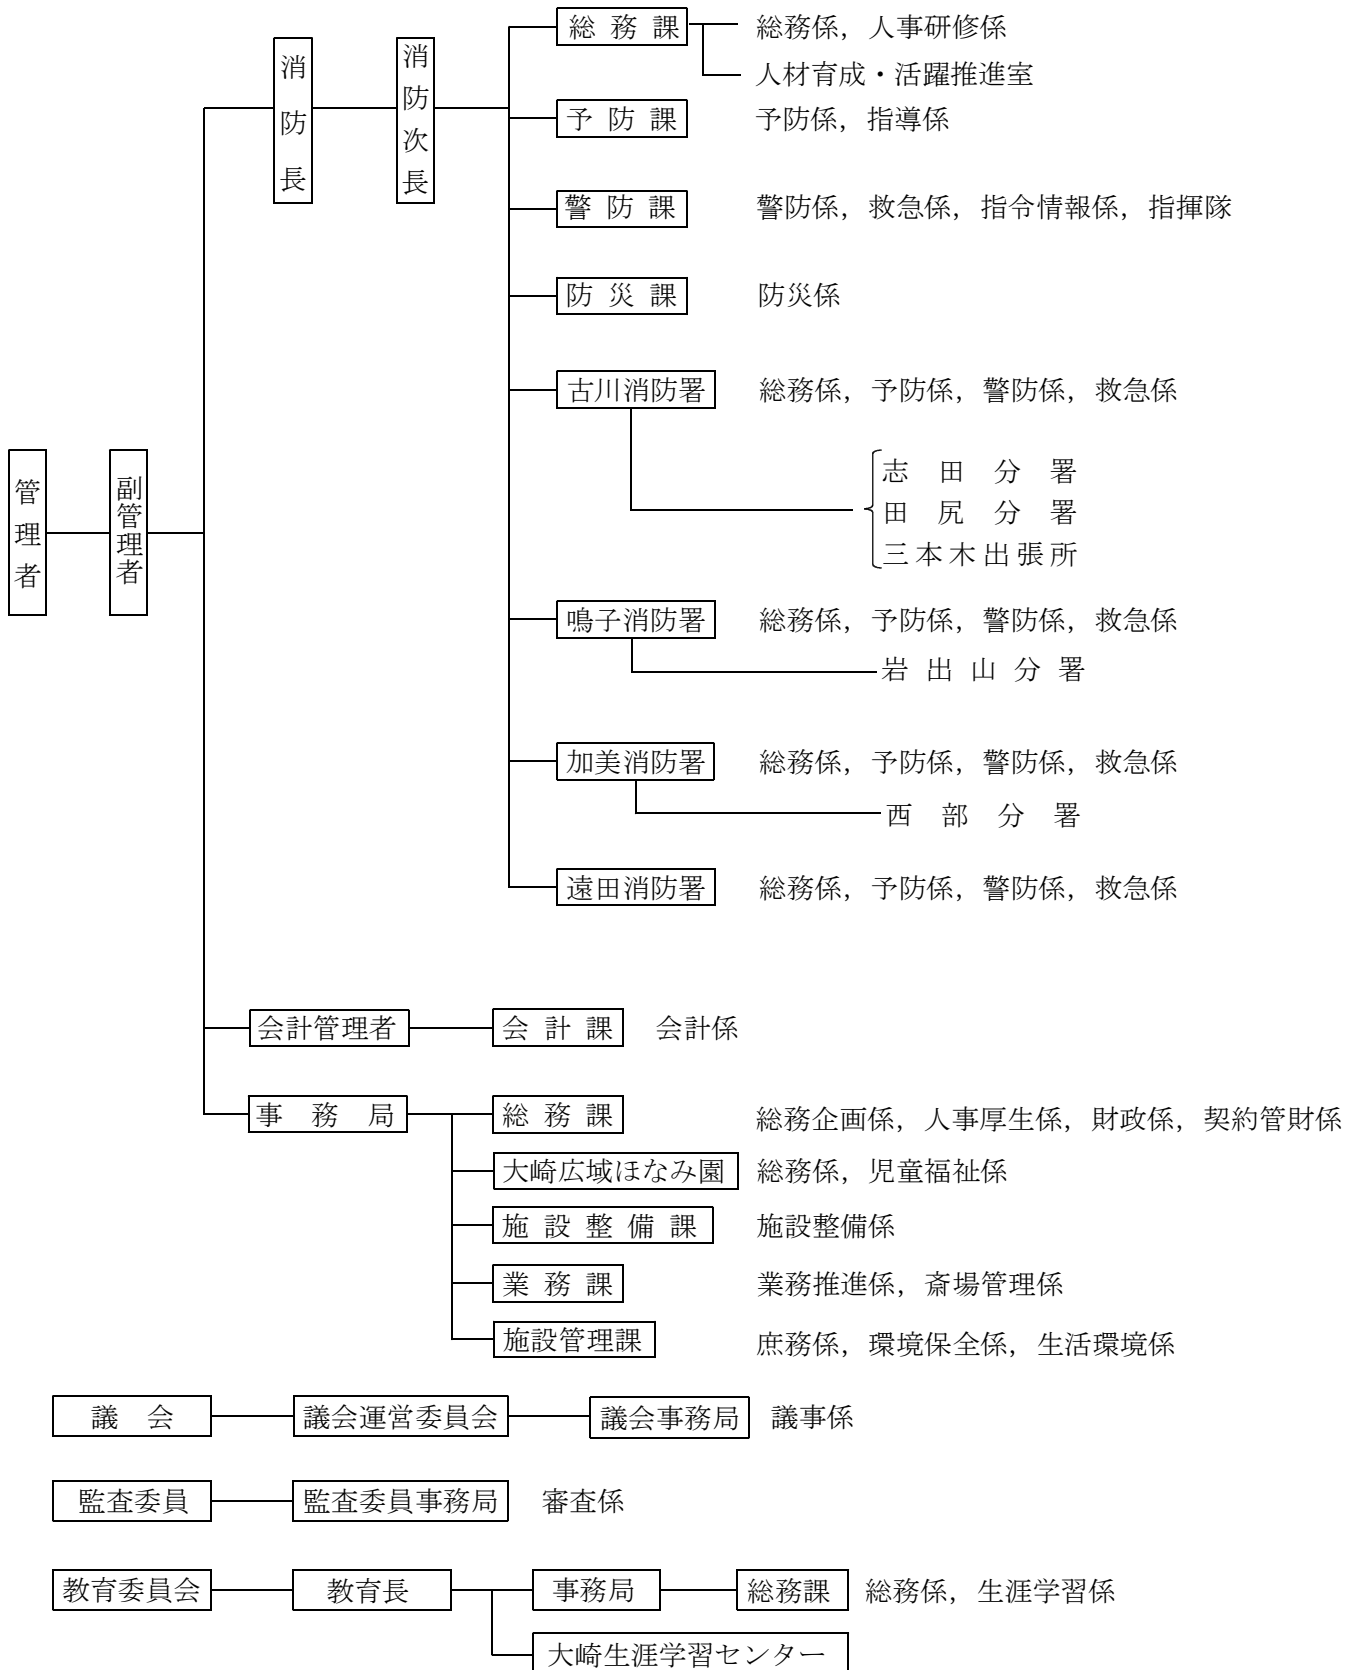 総務課 総務係，人事研修係
人材育成・活躍推進室
消防長
消防次長
予防課 予防係，指導係
警防課 警防係，救急係，指令情報係，指揮隊
防災課 防災係
古川消防署 総務係，予防係，警防係，救急係
管理者
副管理者
志田分署
田尻分署
三本木出張所
鳴子消防署 総務係，予防係，警防係，救急係
岩出山分署
加美消防署 総務係，予防係，警防係，救急係
西部分署
遠田消防署 総務係，予防係，警防係，救急係
会計管理者 会計課 会計係
事務局 総務課 総務企画係，人事厚生係，財政係，契約管財係
大崎広域ほなみ園 総務係，児童福祉係
施設整備課 施設整備係
業務課 業務推進係，斎場管理係
施設管理課 庶務係，環境保全係，生活環境係
議会 議会運営委員会 議会事務局 議事係
監査委員 監査委員事務局 審査係
教育委員会 教育長 事務局 総務課 総務係，生涯学習係
大崎生涯学習センター